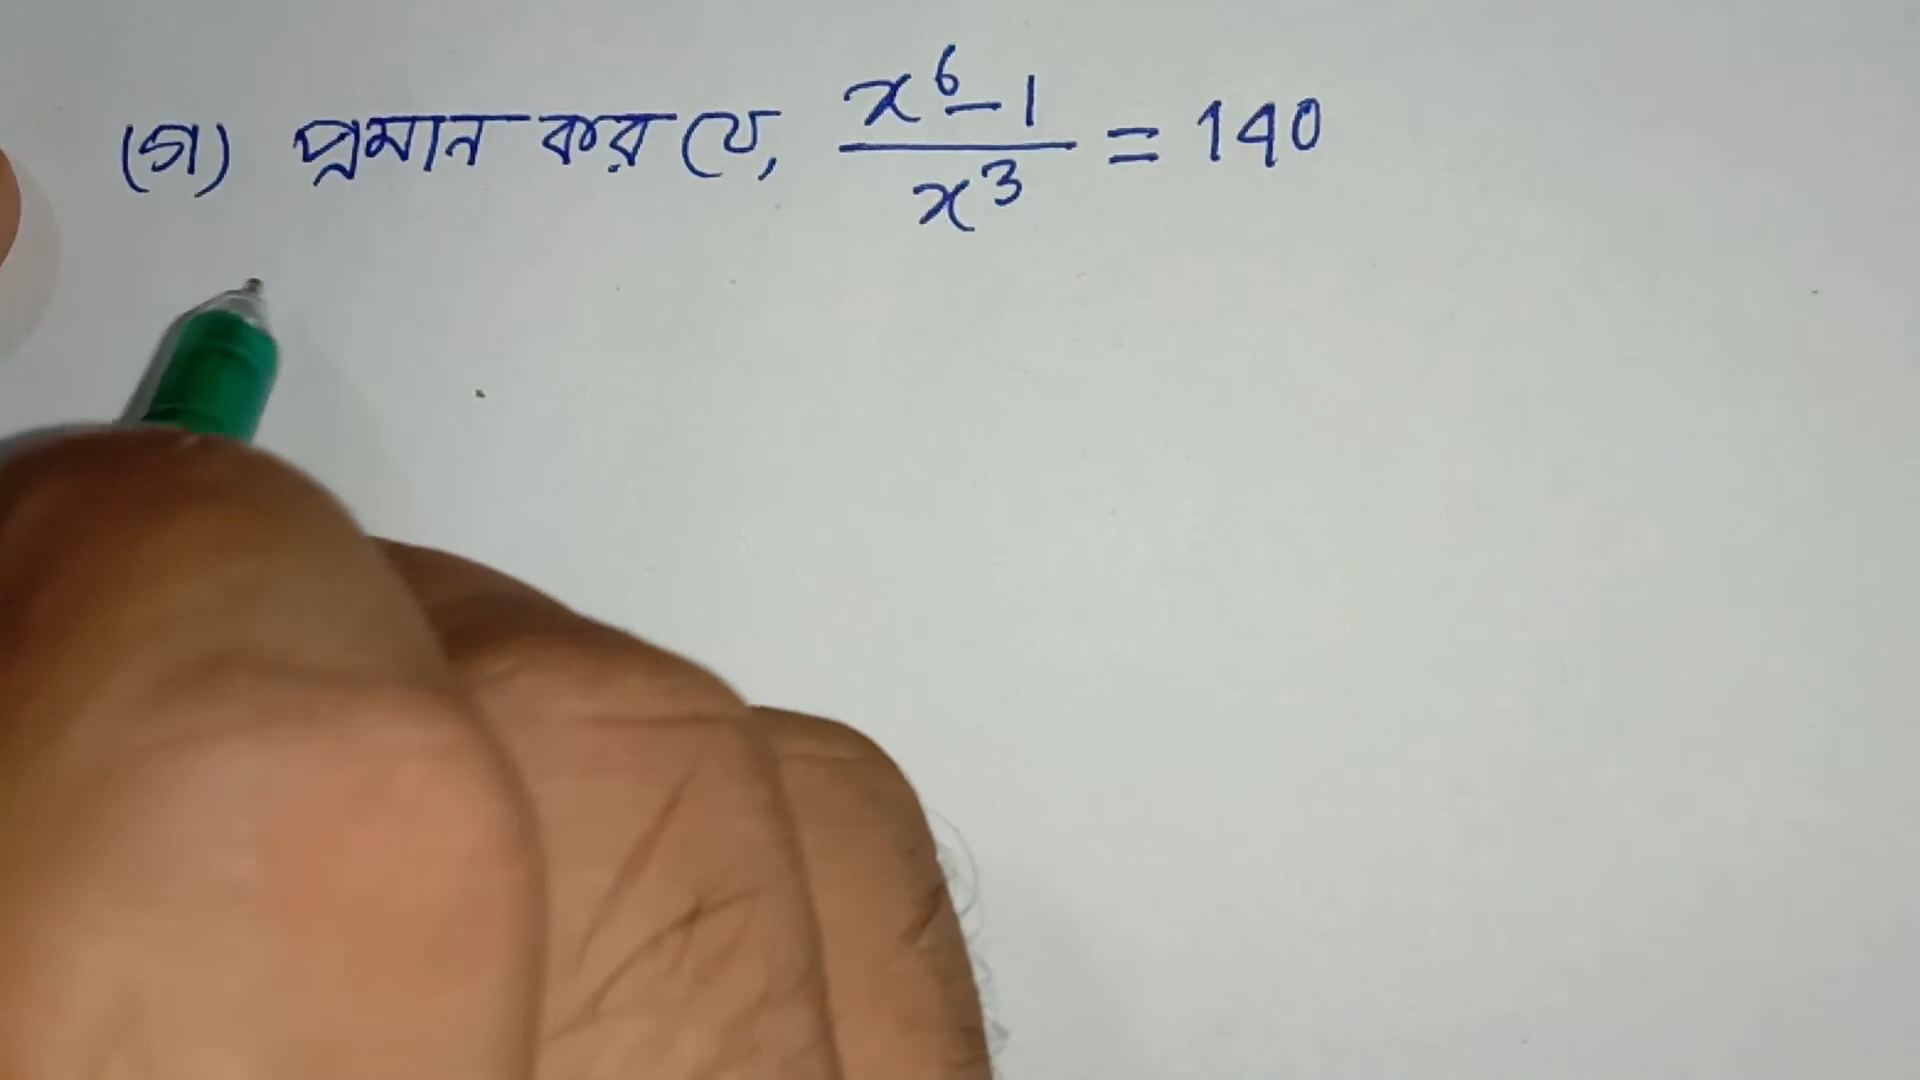 (গ) প্রমান কর যে, x⁶-1/x³ = 140